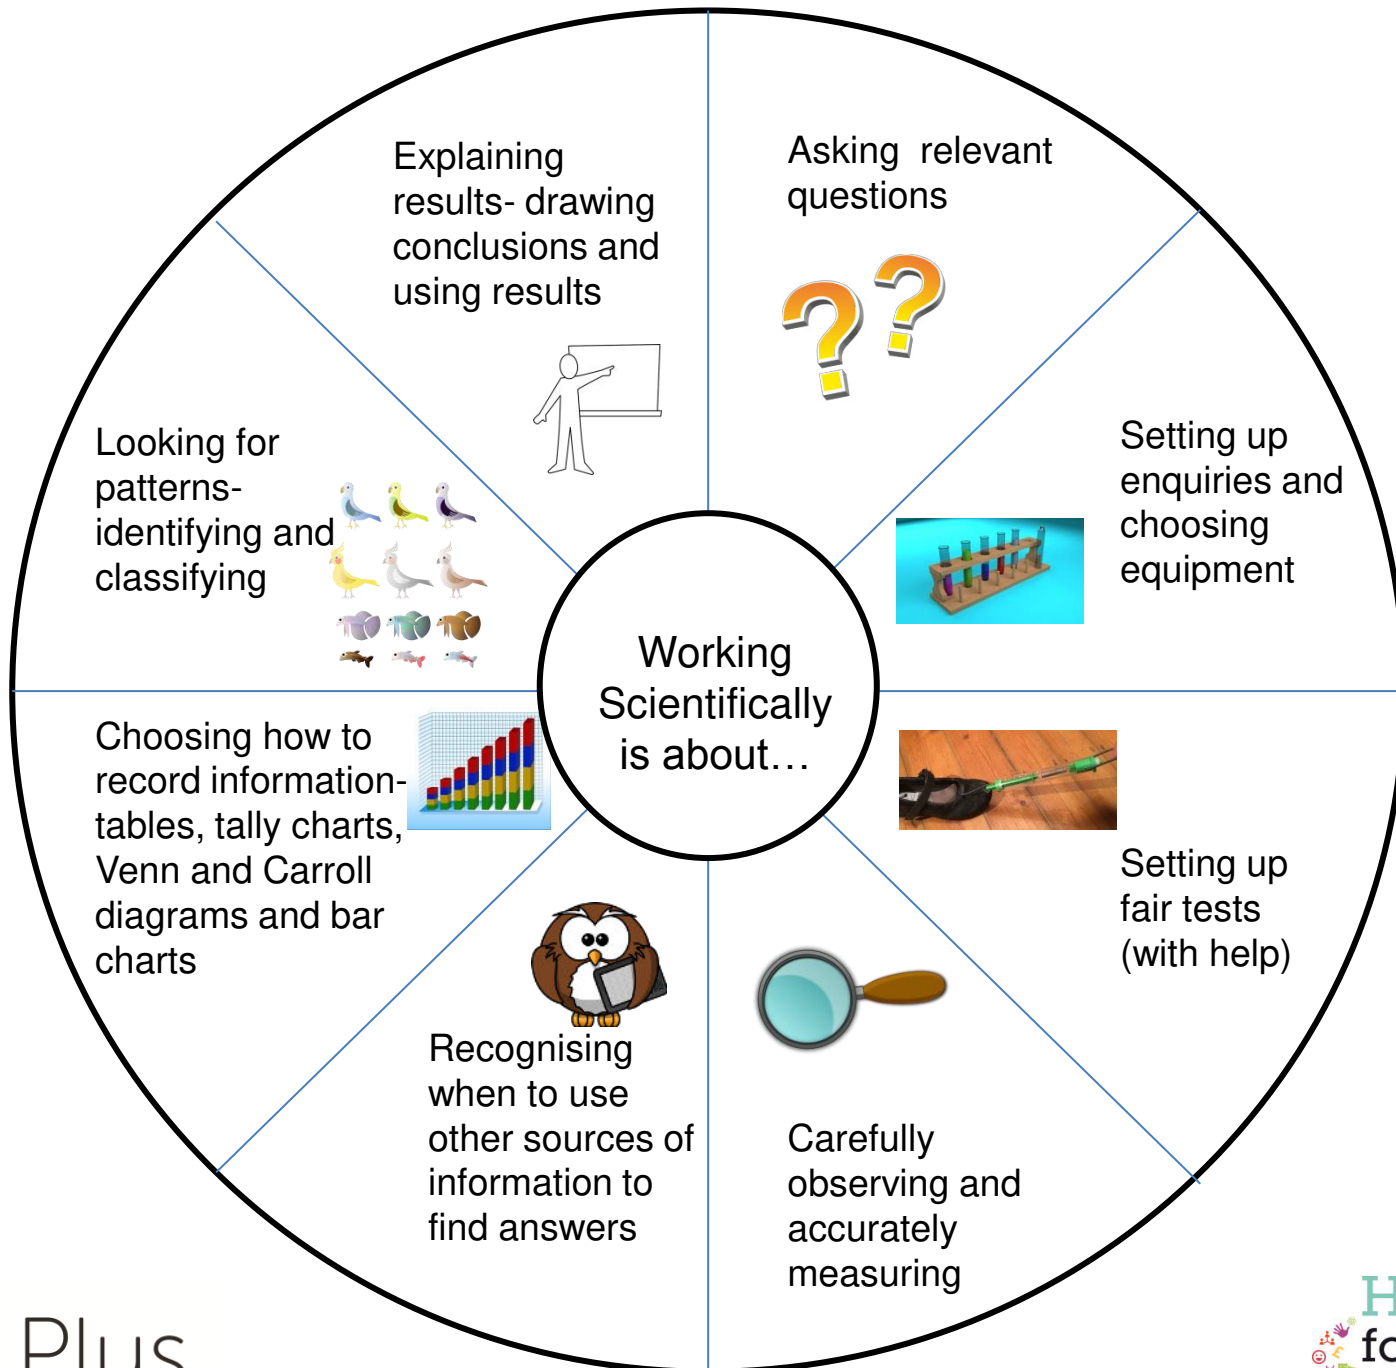 Asking relevant
questions
Setting up
enquiries and
choosing
equipment
Setting up
fair tests
(with help)
Carefully
observing and
accurately
measuring
Recognising
when to use
other sources of
information to
find answers
Choosing how to
record information-
tables, tally charts,
Venn and Carroll
diagrams and bar
charts
Looking for
patterns-
identifying and
classifying
Explaining
results- drawing
conclusions and
using results
Working
Scientifically
is about...
Plus
H
fo